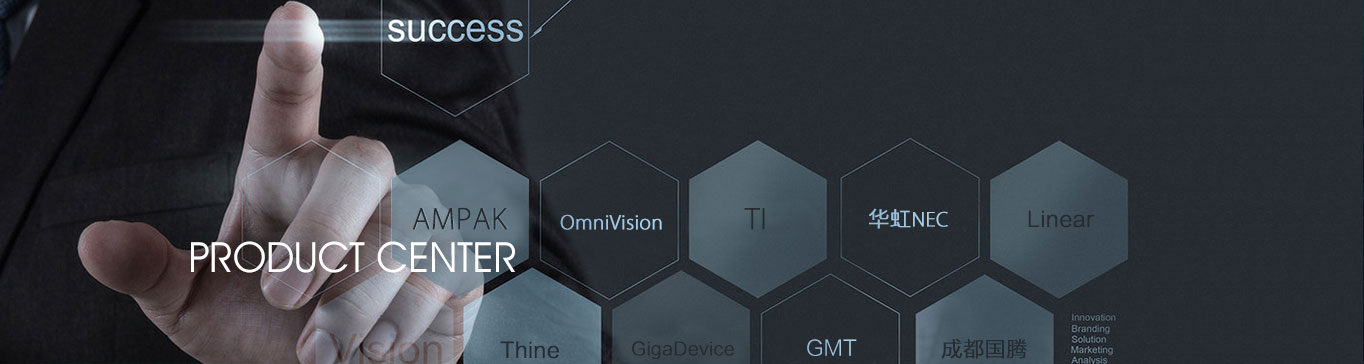 success
AMPAK
OmniVision
TI
华虹NEC
Linear
PRODUCT CENTER
Vision
Thine
GigaDevice
GMT
成都国腾
Innovation
Branding
Solution
Marketing
Analysis